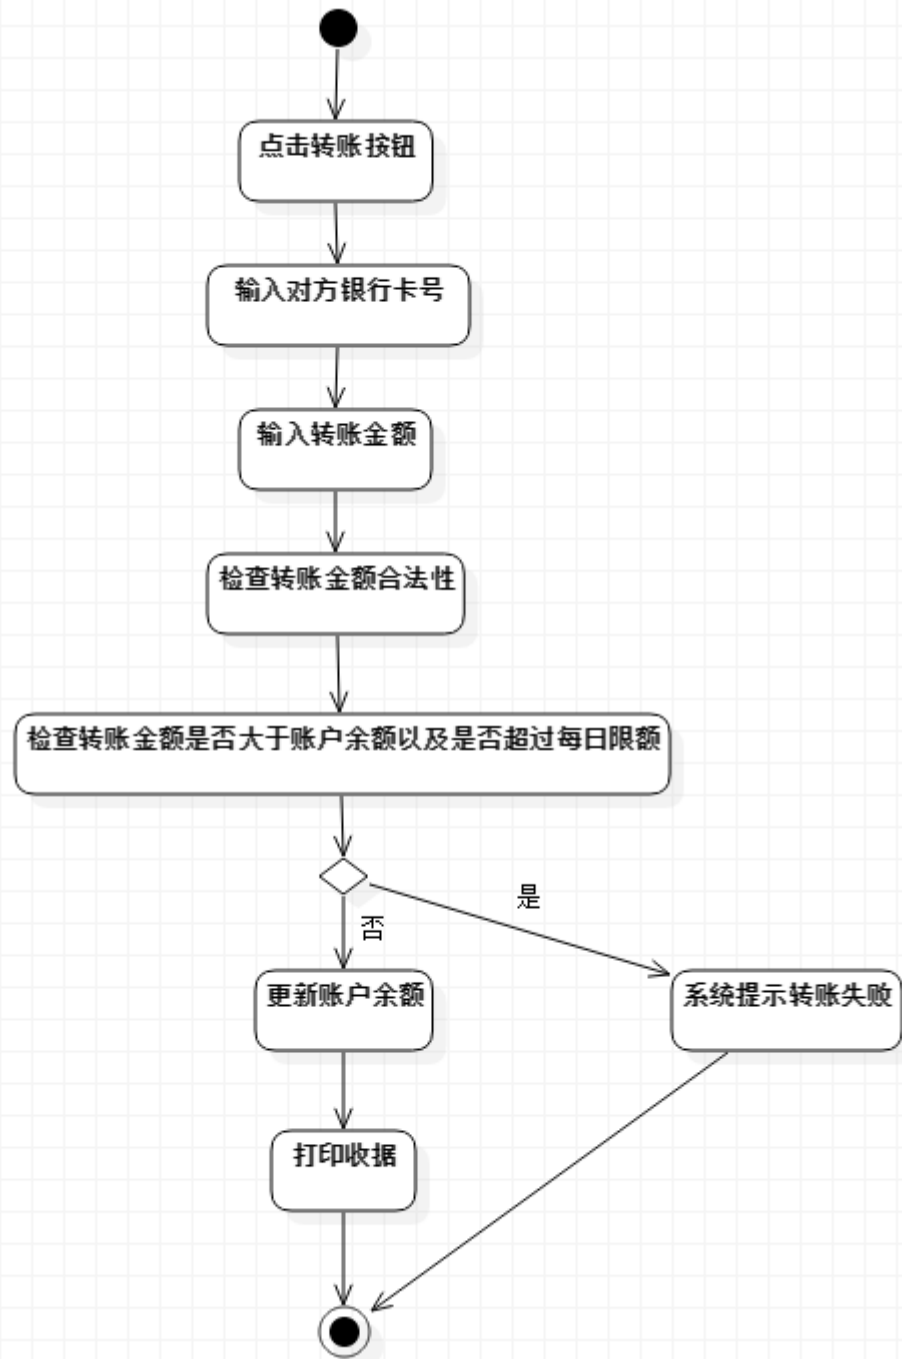 点击转账按钮
输入对方银行卡号
输入转账金额
检查转账金额合法性
检查转账金额是否大于账户余额以及是否超过每日限额
是
否
更新账户余额
系统提示转账失败
打印收据